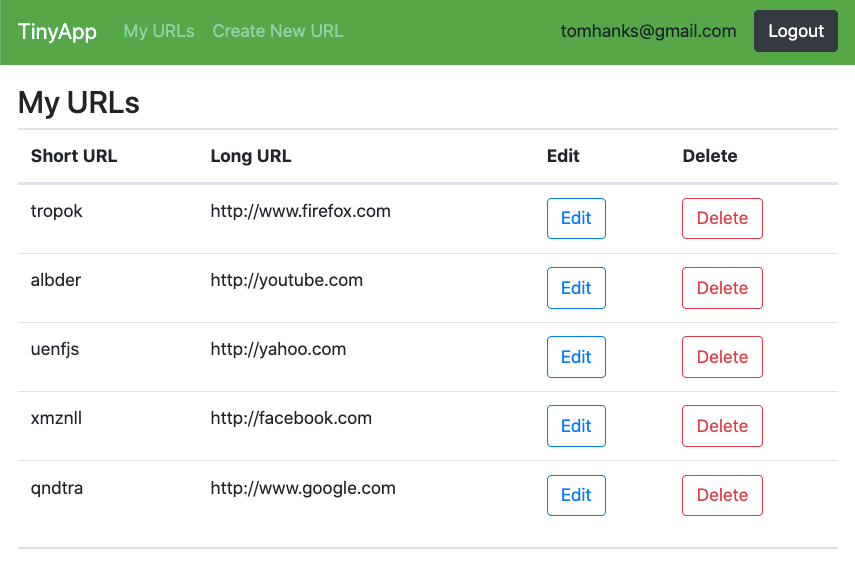 TinyApp My URLs Create New URL tomhanks@gmail.com Logout
My URLs
Short URL Long URL Edit Delete
tropok http://www.firefox.com Edit Delete
albder http://youtube.com Edit Delete
uenfjs http://yahoo.com Edit Delete
xmznll http://facebook.com Edit Delete
qndtra http://www.google.com Edit Delete